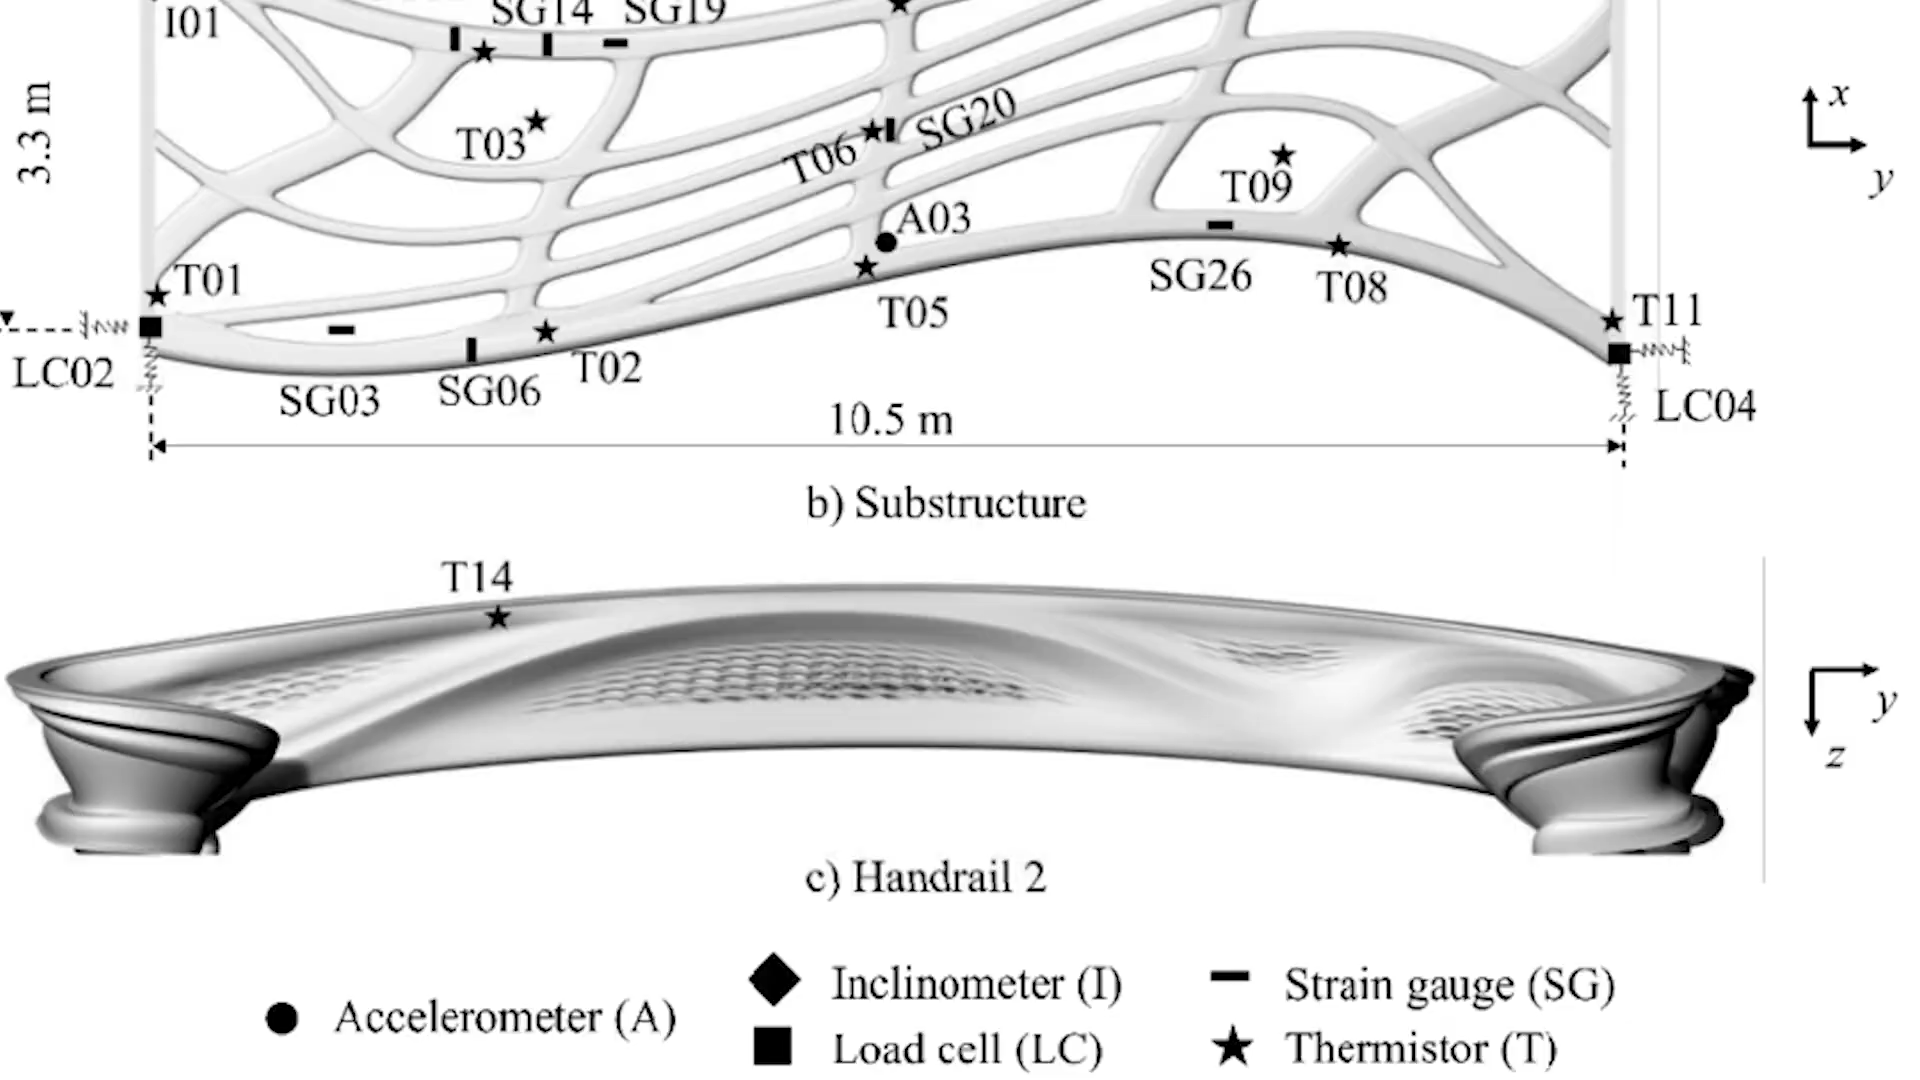 SG14 SG19
I01
3.3 m
T03
T06
SG20
T09
A03
T01
SG26
T08
T05
T11
LC02
SG03
SG06
T02
LC04
10.5 m
x
y
b) Substructure
T14
y
z
c) Handrail 2
Accelerometer (A)
Inclinometer (I)
Load cell (LC)
Strain gauge (SG)
Thermistor (T)